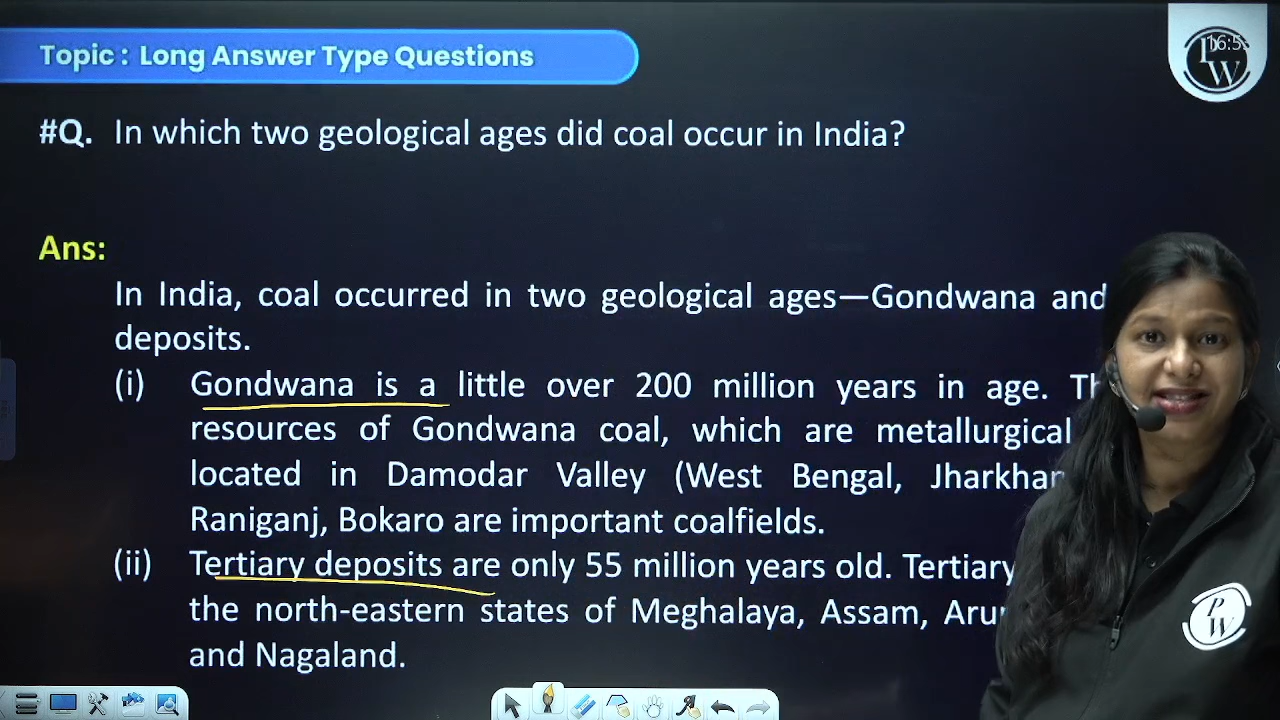 Topic : Long Answer Type Questions
16:5
#Q. In which two geological ages did coal occur in India?
Ans:
In India, coal occurred in two geological ages—Gondwana and
deposits.
(i) Gondwana is a little over 200 million years in age.
resources of Gondwana coal, which are metallurgical
located in Damodar Valley (West Bengal,
Raniganj, Bokaro are important coalfields.
(ii) Tertiary deposits are only 55 million years old. Tertiary
the north-eastern states of Meghalaya, Assam,
and Nagaland.
P
W